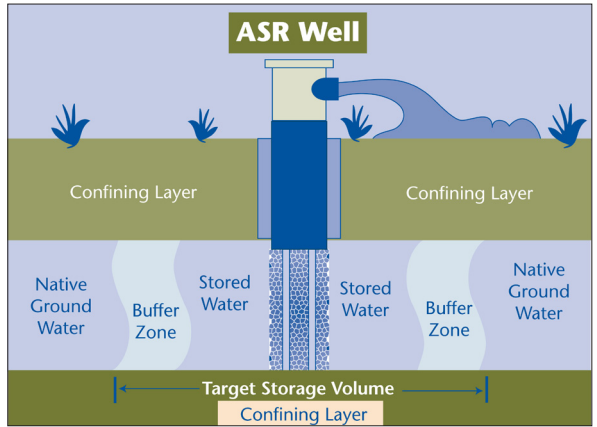 ASR Well
Confining Layer
Confining Layer
Native
Ground
Water
Buffer
Zone
Stored
Water
Stored
Water
Buffer
Zone
Native
Ground
Water
Target Storage Volume
Confining Layer